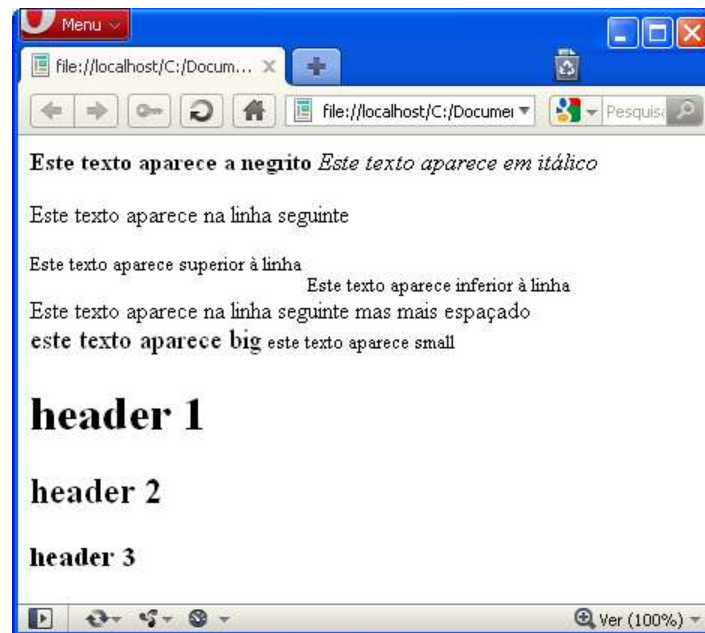 Menu
file://localhost/C:/Docum...
file://localhost/C:/Documer
Pesquis
Este texto aparece a negrito Este texto aparece em itálico
Este texto aparece na linha seguinte
Este texto aparece superior à linha
Este texto aparece inferior à linha
Este texto aparece na linha seguinte mas mais espaçado
este texto aparece big este texto aparece small
header 1
header 2
header 3
Ver (100%)